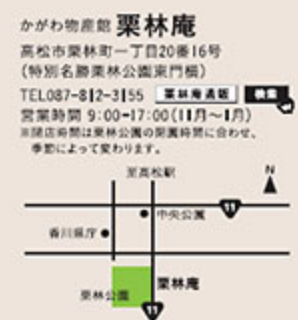 かがわ物産館 栗林庵
高松市栗林町一丁目20番16号
(特別名勝栗林公園東門横)
TEL087-812-3155 栗林庵通販 検索
営業時間 9:00~17:00(11月~1月)
※閉店時間は栗林公園の閉園時間に合わせ、
季節によって変わります。
至高松駅
N
中央公園
11
香川県庁
栗林庵
栗林公園
11